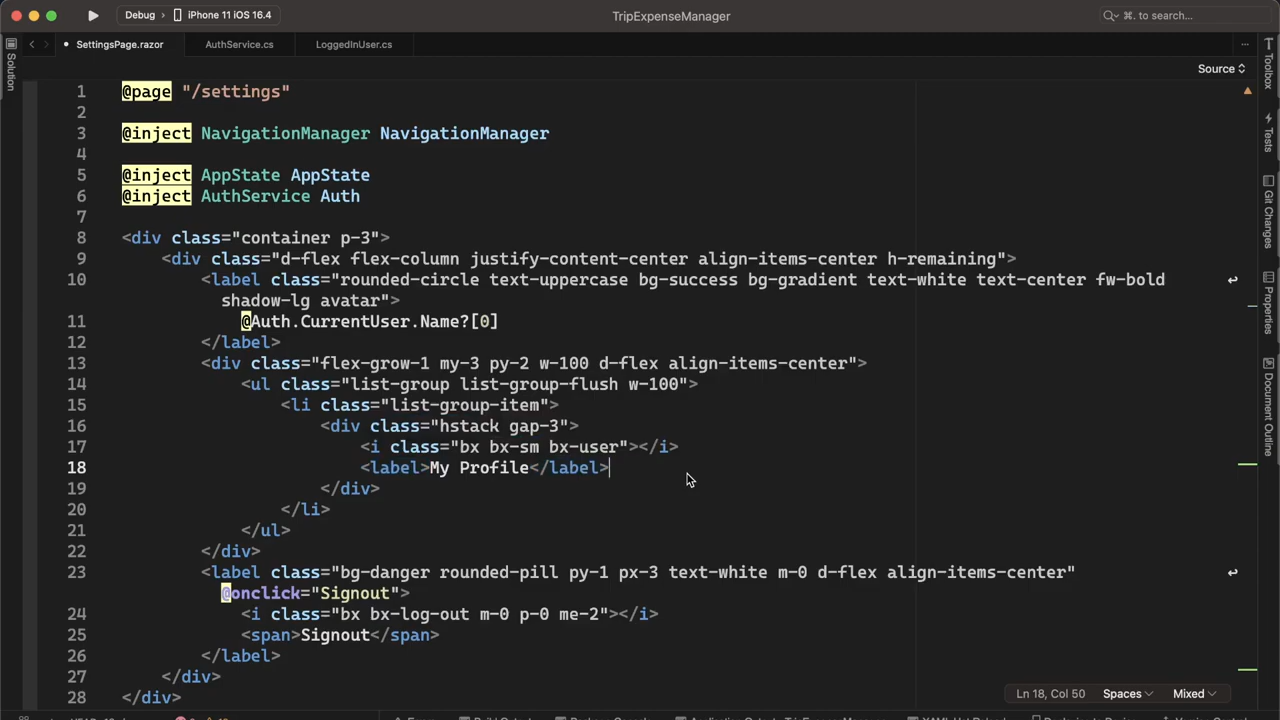 Debug > iPhone 11 iOS 16.4
TripExpenseManager
⌘. to search...
SettingsPage.razor
AuthService.cs
LoggedInUser.cs
Solution
Source
Toolbox
Tests
Git Changes
Properties
Document Outline
1 @page "/settings"
2
3 @inject NavigationManager NavigationManager
4
5 @inject AppState AppState
6 @inject AuthService Auth
7
8 <div class="container p-3">
9 <div class="d-flex flex-column justify-content-center align-items-center h-remaining">
10 <label class="rounded-circle text-uppercase bg-success bg-gradient text-white text-center fw-bold
shadow-lg avatar">
11 @Auth.CurrentUser.Name?[0]
12 </label>
13 <div class="flex-grow-1 my-3 py-2 w-100 d-flex align-items-center">
14 <ul class="list-group list-group-flush w-100">
15 <li class="list-group-item">
16 <div class="hstack gap-3">
17 <i class="bx bx-sm bx-user"></i>
18 <label>My Profile</label>
19 </div>
20 </li>
21 </ul>
22 </div>
23 <label class="bg-danger rounded-pill py-1 px-3 text-white m-0 d-flex align-items-center"
@onclick="Signout">
24 <i class="bx bx-log-out m-0 p-0 me-2"></i>
25 <span>Signout</span>
26 </label>
27 </div>
28 </div>
Ln 18, Col 50
Spaces
Mixed